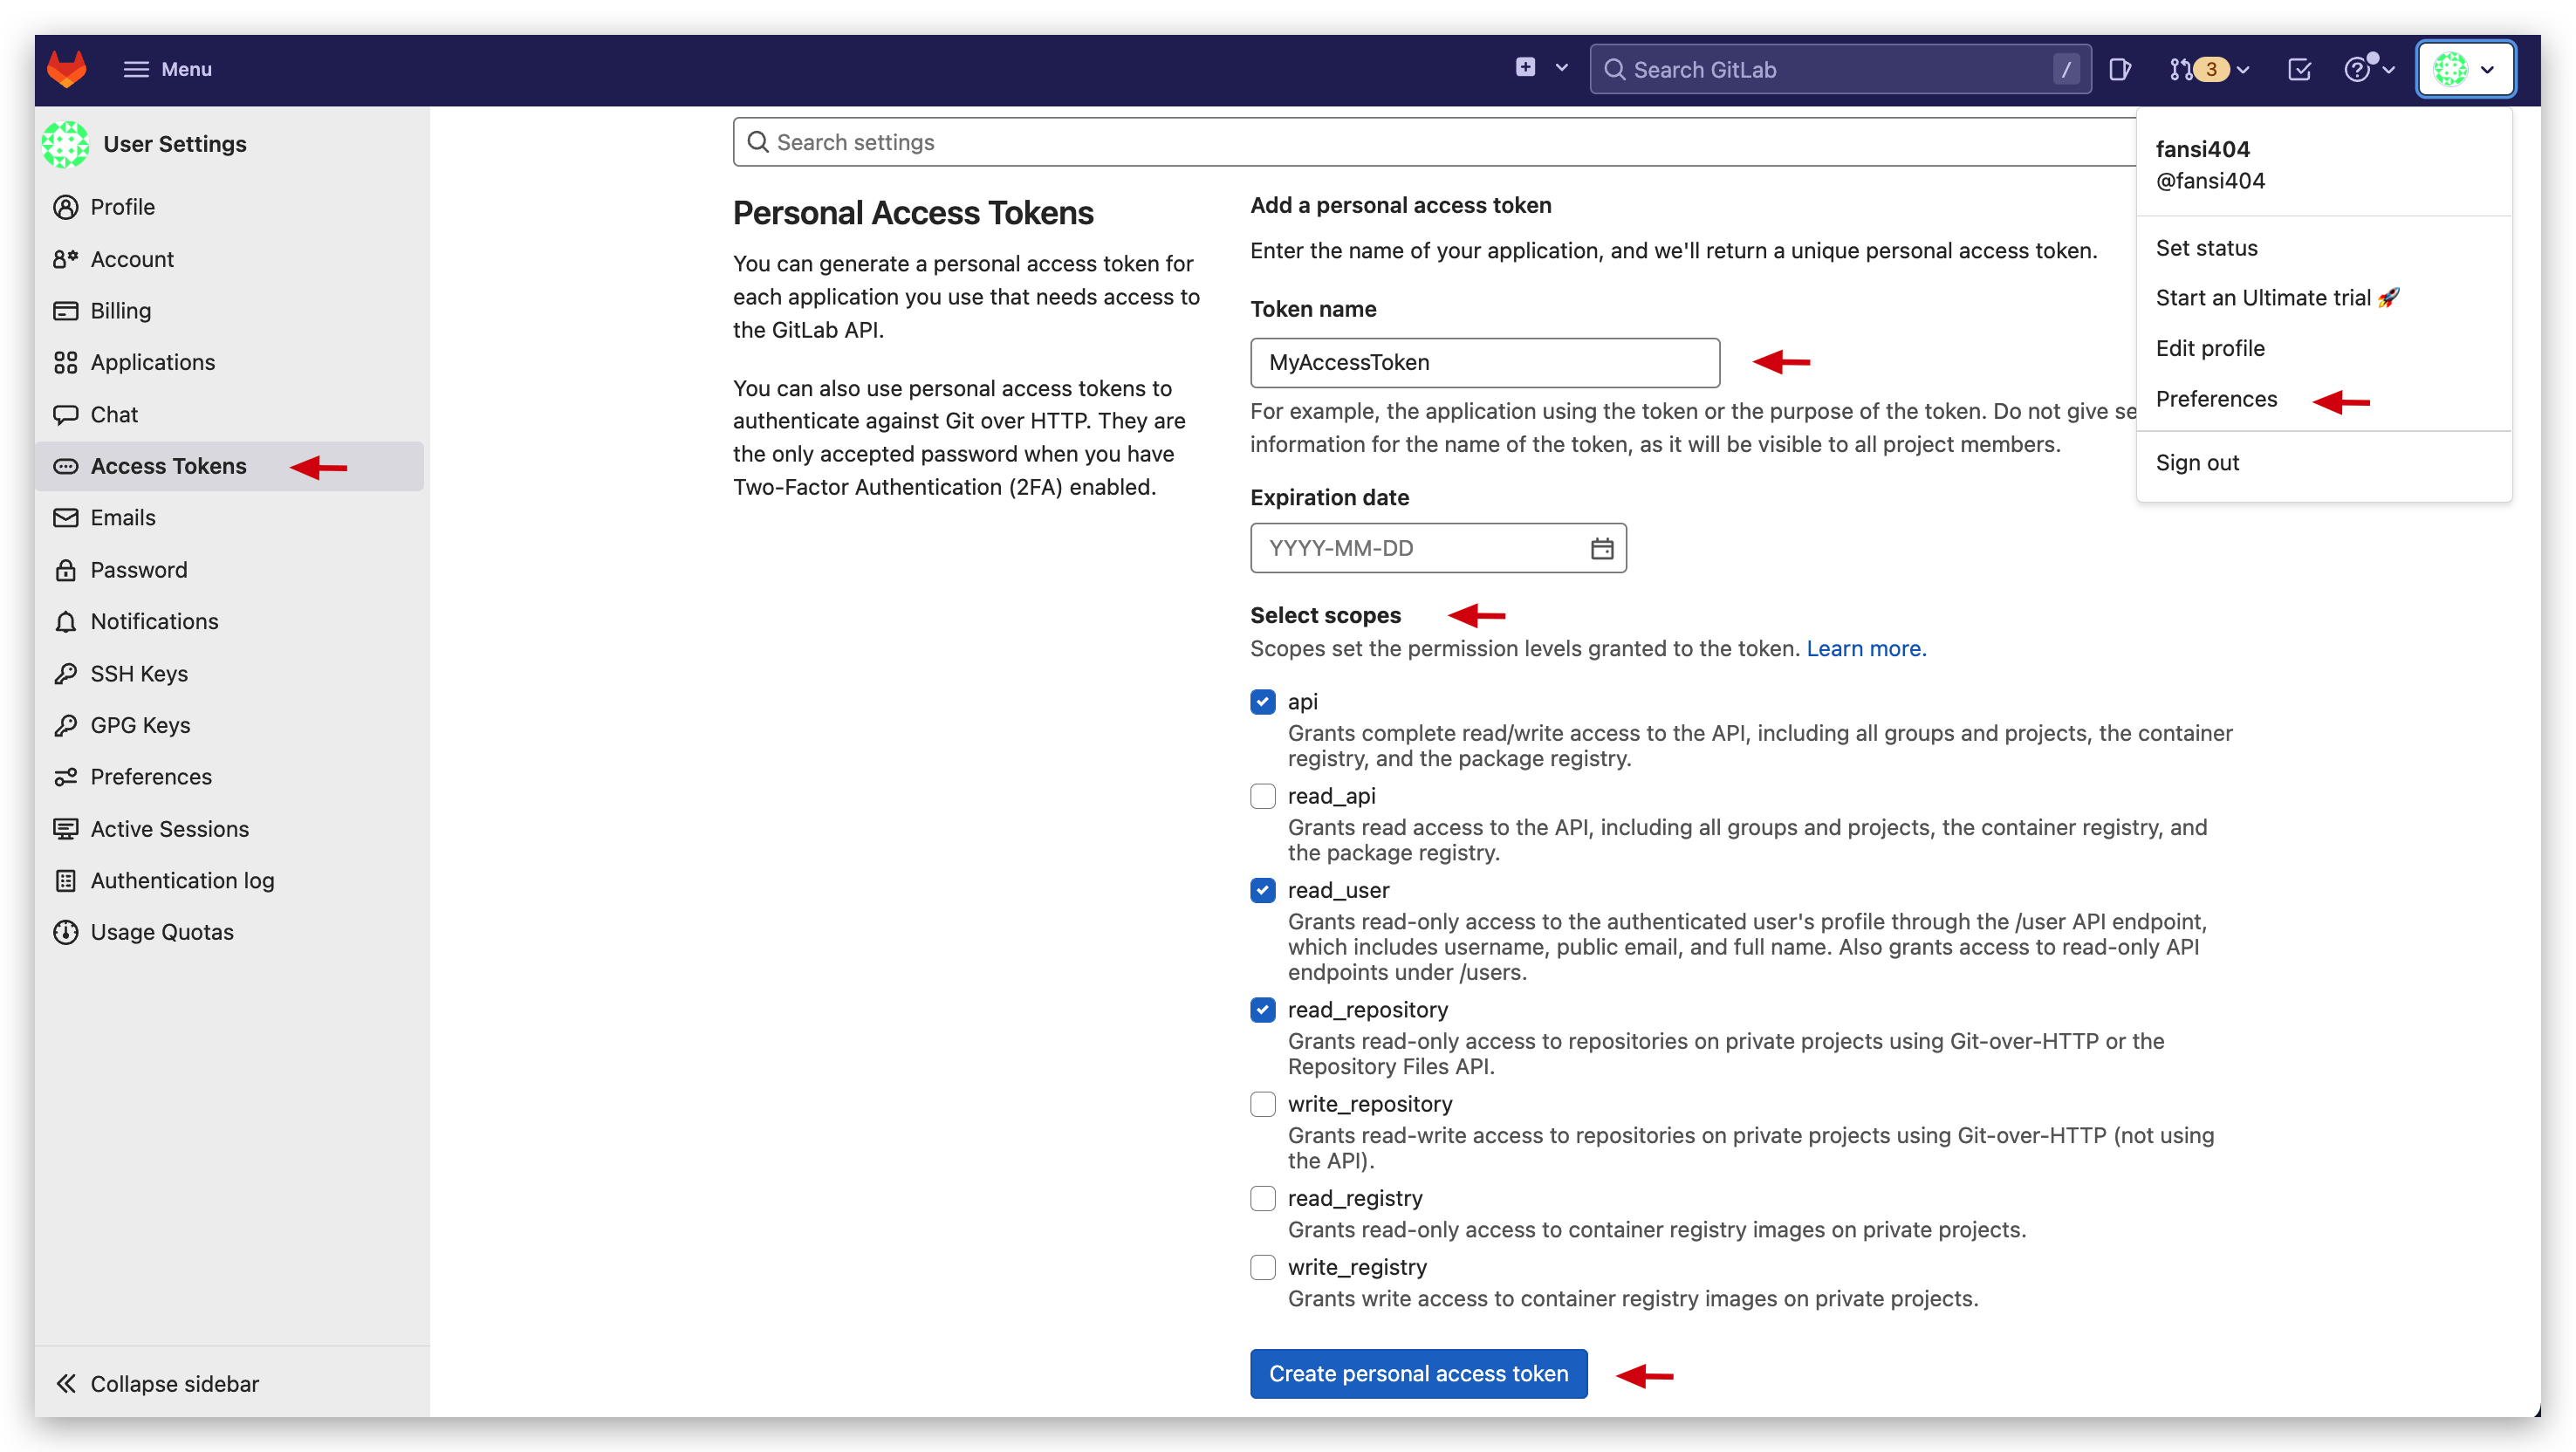 Menu
Search GitLab
/
3
User Settings
Profile
Account
Billing
Applications
Chat
Access Tokens
Emails
Password
Notifications
SSH Keys
GPG Keys
Preferences
Active Sessions
Authentication log
Usage Quotas
Collapse sidebar
Search settings
Personal Access Tokens
You can generate a personal access token for
each application you use that needs access to
the GitLab API.
You can also use personal access tokens to
authenticate against Git over HTTP. They are
the only accepted password when you have
Two-Factor Authentication (2FA) enabled.
Add a personal access token
Enter the name of your application, and we'll return a unique personal access token.
Token name
MyAccessToken
For example, the application using the token or the purpose of the token. Do not give se
information for the name of the token, as it will be visible to all project members.
Expiration date
YYYY-MM-DD
Select scopes
Scopes set the permission levels granted to the token. Learn more.
api
Grants complete read/write access to the API, including all groups and projects, the container
registry, and the package registry.
read_api
Grants read access to the API, including all groups and projects, the container registry, and
the package registry.
read_user
Grants read-only access to the authenticated user's profile through the /user API endpoint,
which includes username, public email, and full name. Also grants access to read-only API
endpoints under /users.
read_repository
Grants read-only access to repositories on private projects using Git-over-HTTP or the
Repository Files API.
write_repository
Grants read-write access to repositories on private projects using Git-over-HTTP (not using
the API).
read_registry
Grants read-only access to container registry images on private projects.
write_registry
Grants write access to container registry images on private projects.
Create personal access token
fansi404
@fansi404
Set status
Start an Ultimate trial 🚀
Edit profile
Preferences
Sign out